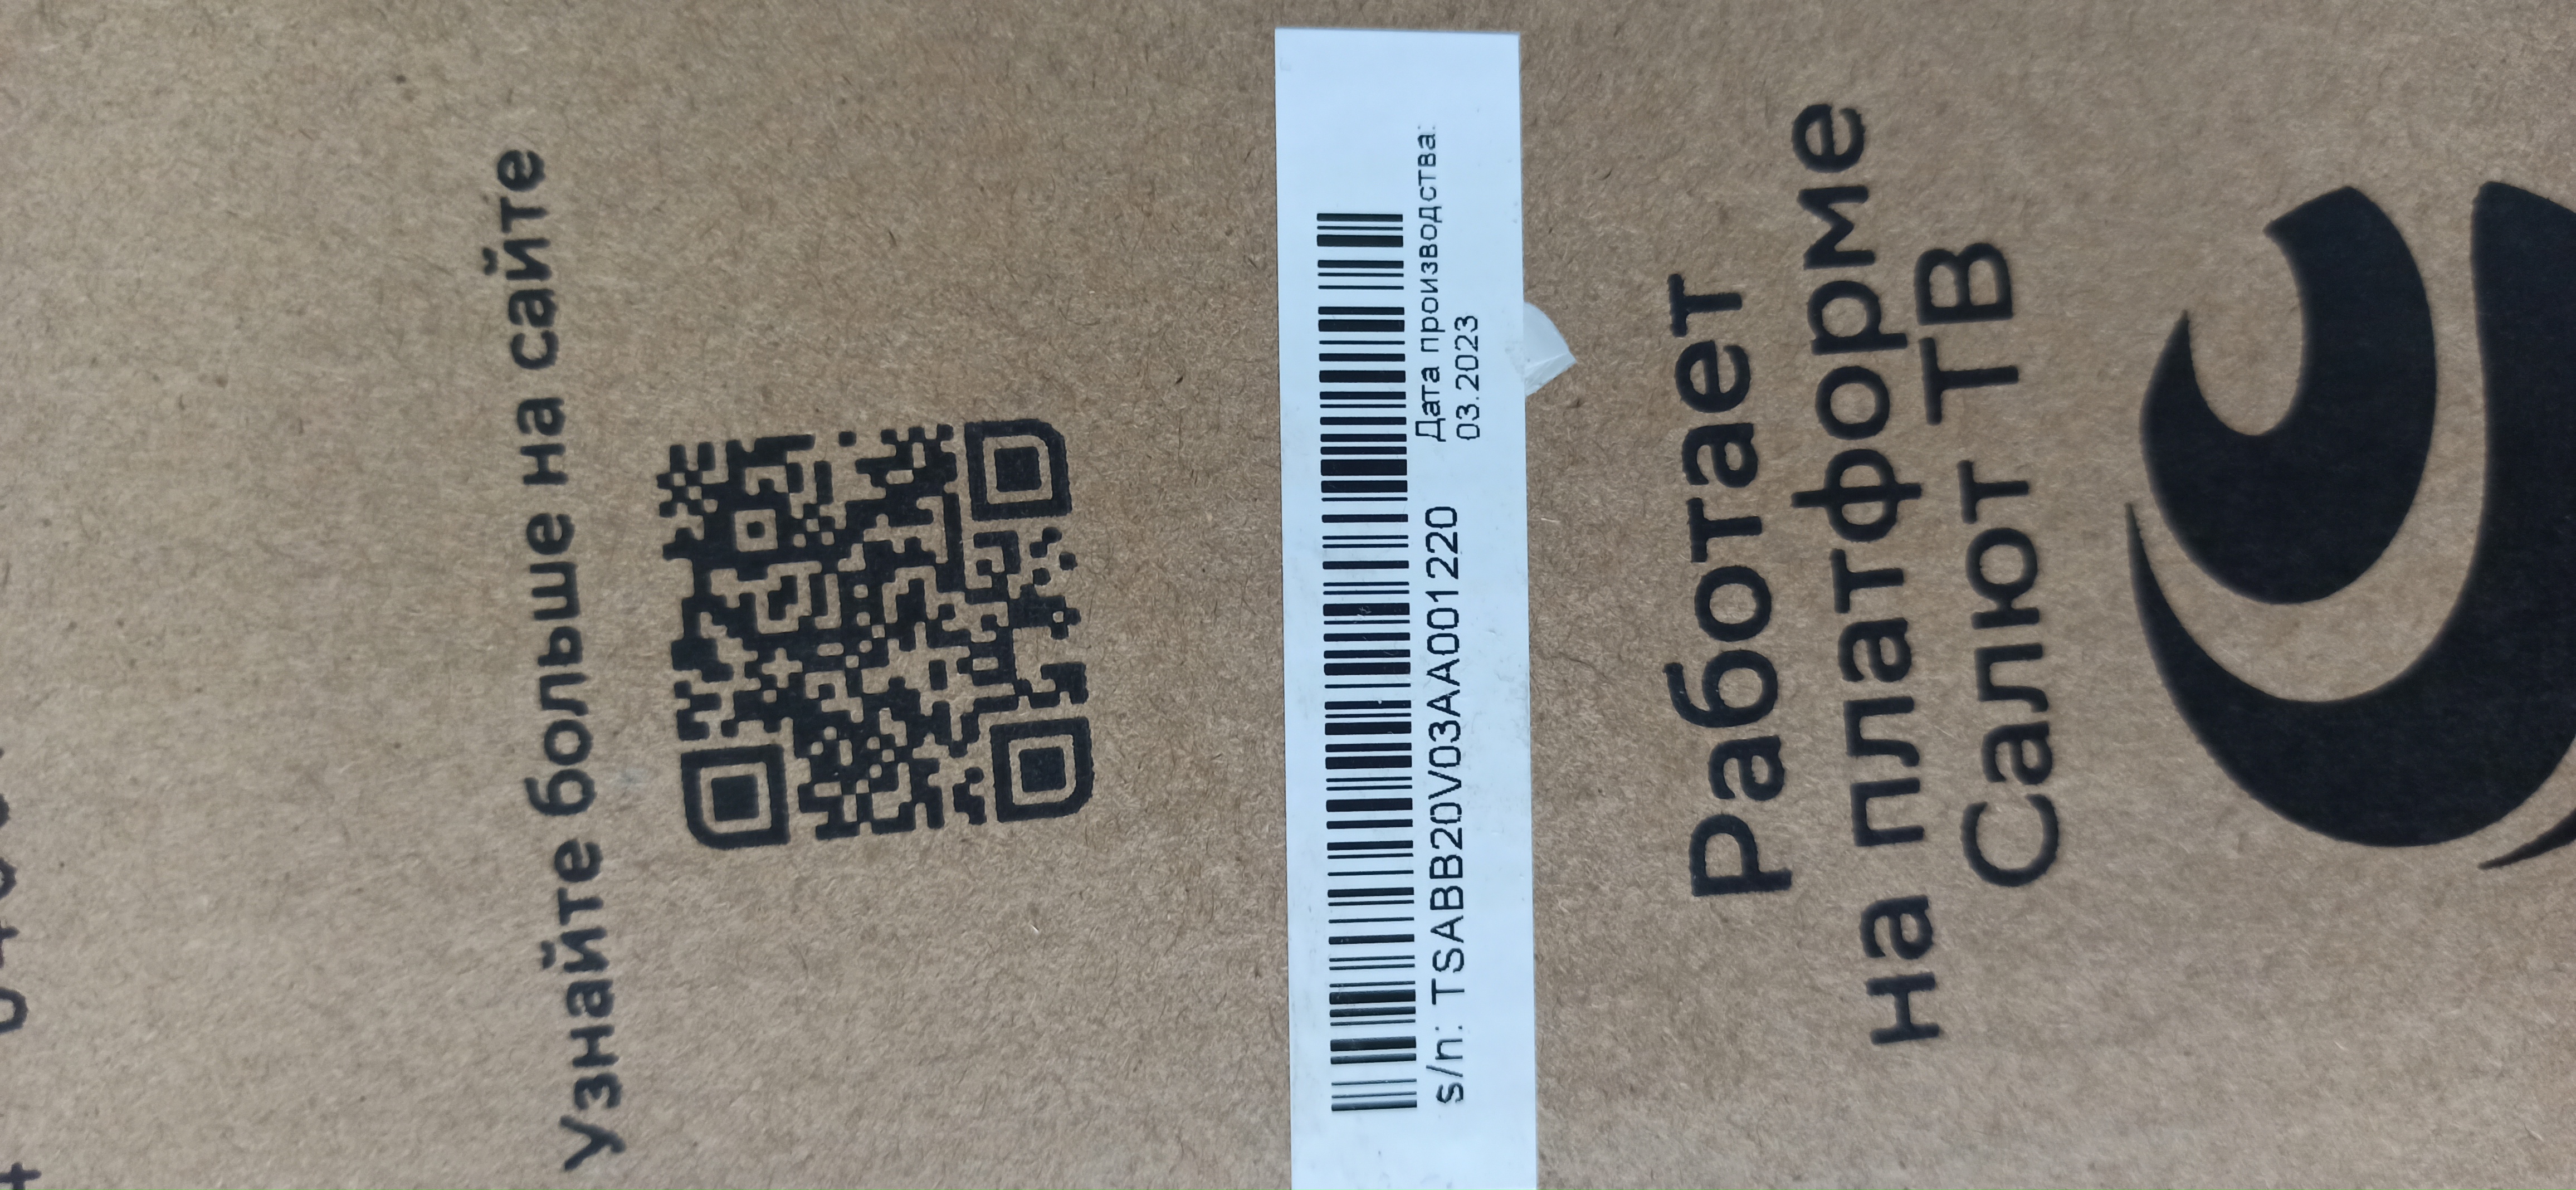 Узнайте больше на сайте
s/n: TSABB20V03AA001220
Дата производства:
03.2023
Работает
на платформе
Салют ТВ